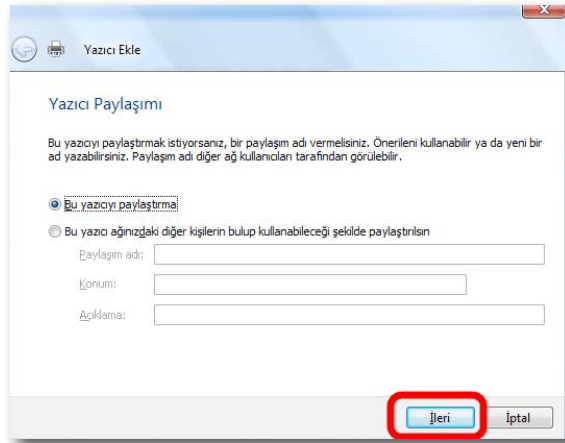 Yazıcı Ekle
Yazıcı Paylaşımı
Bu yazıcıyı paylaştırmak istiyorsanız, bir paylaşım adı vermelisiniz. Önerileni kullanabilir ya da yeni bir
ad yazabilirsiniz. Paylaşım adı diğer ağ kullanıcıları tarafından görülebilir.
Bu yazıcıyı paylaştırma
Bu yazıcı ağınızdaki diğer kişilerin bulup kullanabileceği şekilde paylaştırılsın
Paylaşım adı:
Konum:
Açıklama:
İleri İptal